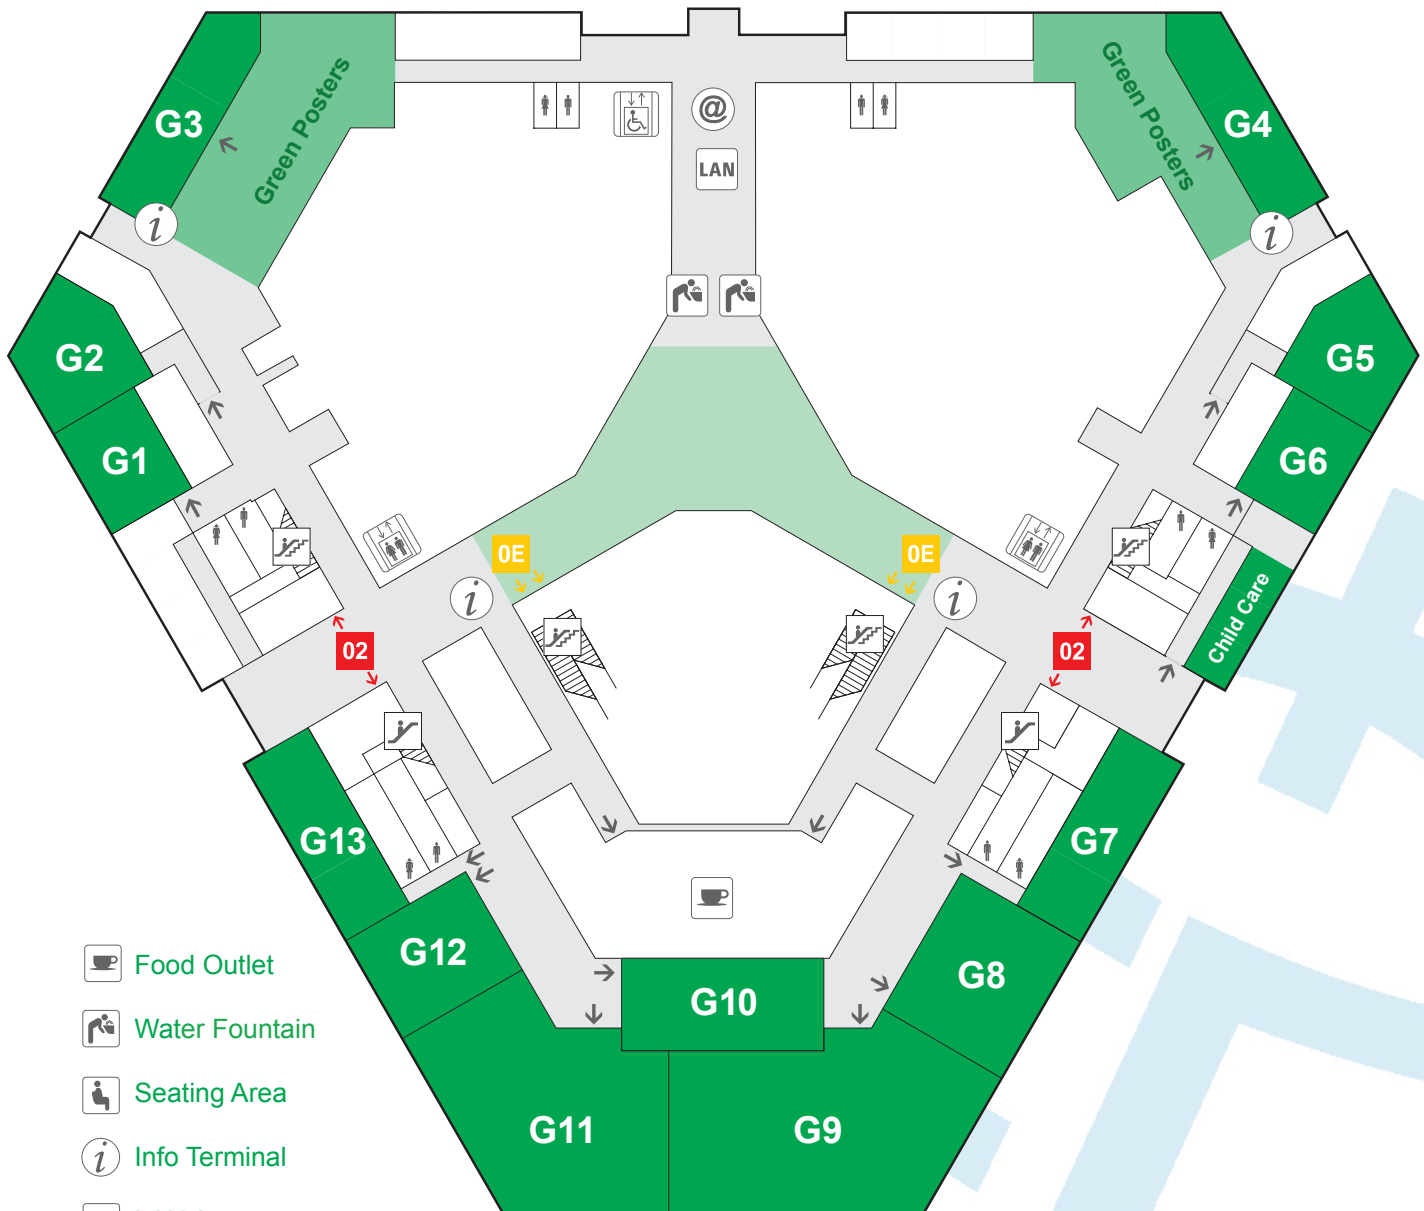 Green Posters
Green Posters
G3
@
G4
LAN
i
i
G2
G5
G1
G6
0E
0E
i
i
Child Care
02
02
G13
G7
G12
G8
G10
Food Outlet
Water Fountain
Seating Area
G11
G9
i
Info Terminal